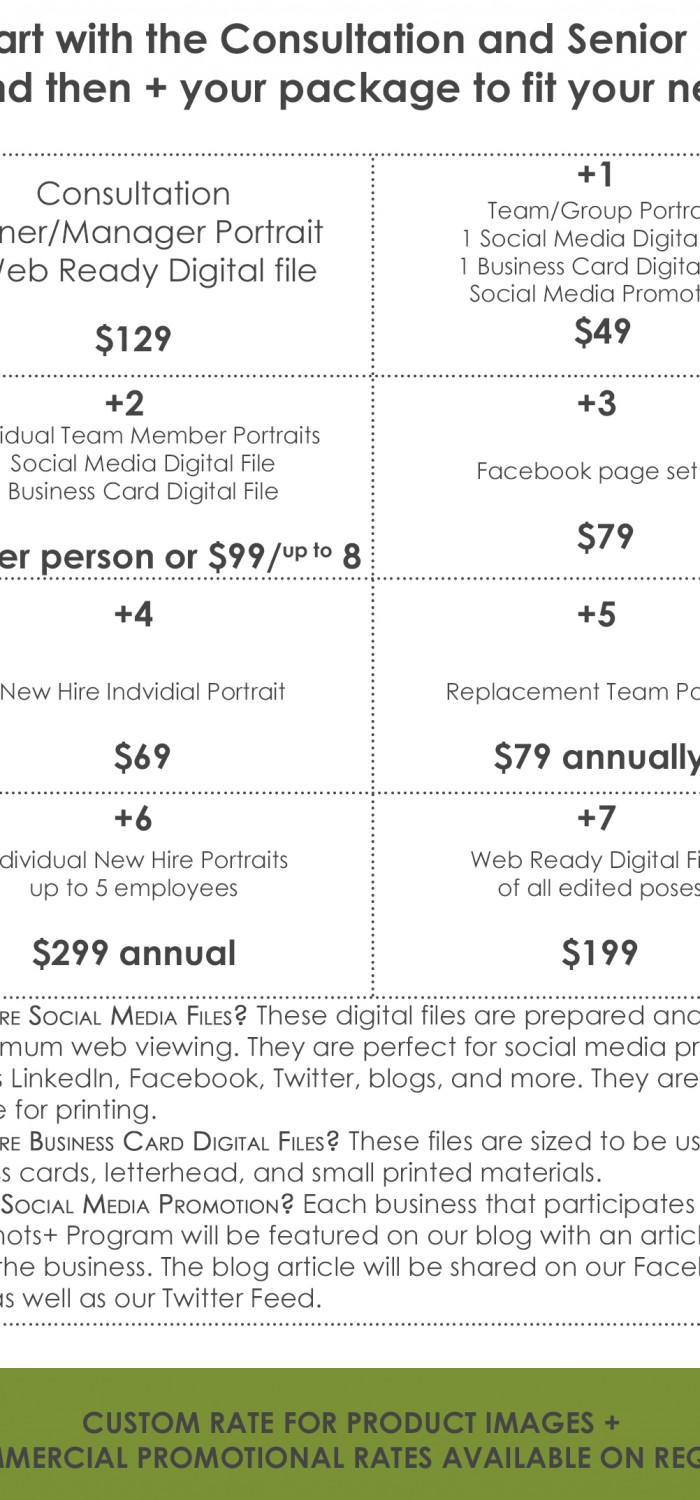 art with the Consultation and Senior
nd then + your package to fit your ne
Consultation
ner/Manager Portrait
Web Ready Digital file
$129
+1
Team/Group Portra
1 Social Media Digita
1 Business Card Digita
Social Media Promot
$49
+2
idual Team Member Portraits
Social Media Digital File
Business Card Digital File
er person or $99/up to 8
+3
Facebook page set
$79
+4
New Hire Indvidial Portrait
$69
+5
Replacement Team Po
$79 annually
+6
dividual New Hire Portraits
up to 5 employees
$299 annual
+7
Web Ready Digital Fi
of all edited poses
$199
re Social Media Files? These digital files are prepared and
mum web viewing. They are perfect for social media pr
s LinkedIn, Facebook, Twitter, blogs, and more. They are
e for printing.
re Business Card Digital Files? These files are sized to be us
s cards, letterhead, and small printed materials.
Social Media Promotion? Each business that participates
hots+ Program will be featured on our blog with an articl
the business. The blog article will be shared on our Faceb
as well as our Twitter Feed.
CUSTOM RATE FOR PRODUCT IMAGES +
MMERCIAL PROMOTIONAL RATES AVAILABLE ON REQ